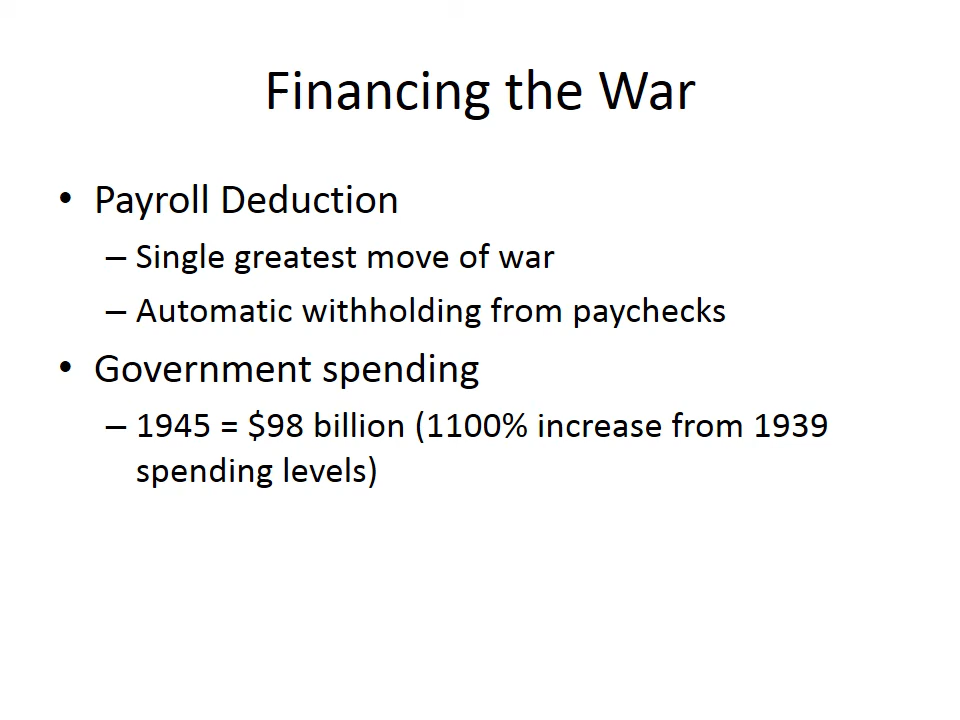 Financing the War
• Payroll Deduction
– Single greatest move of war
– Automatic withholding from paychecks
• Government spending
– 1945 = $98 billion (1100% increase from 1939
spending levels)